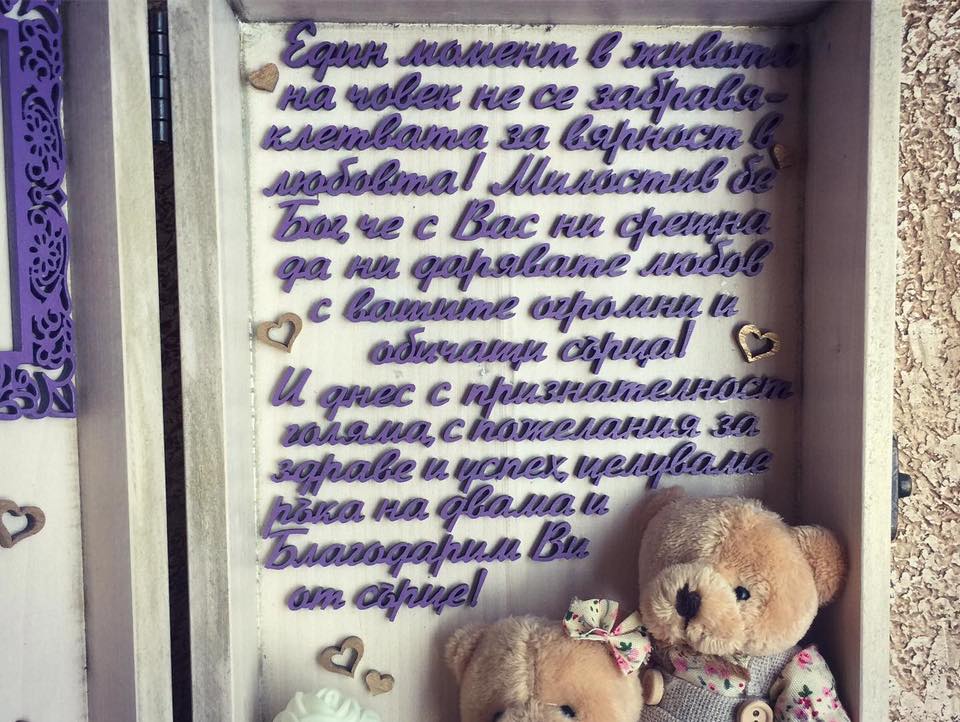 Един момент в живота
на човек не се забравя-
клетвата за вярност в
любовта! Милостив бе
Бог, че с Вас ни срещна
да ни дарявате любов
с вашите огромни и
обичащи сърца!
И днес с признателност
голяма, с пожелания за
здраве и успех, целуваме
ръка на двама и
Благодарим Ви
от сърце!